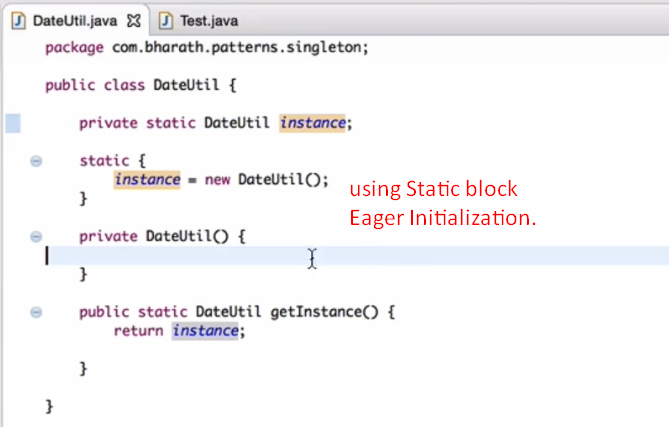 DateUtil.java
Test.java
package com.bharath.patterns.singleton;
public class DateUtil {
private static DateUtil instance;
static {
instance = new DateUtil();
}
using Static block
Eager Initialization.
private DateUtil() {
}
public static DateUtil getInstance() {
return instance;
}
}